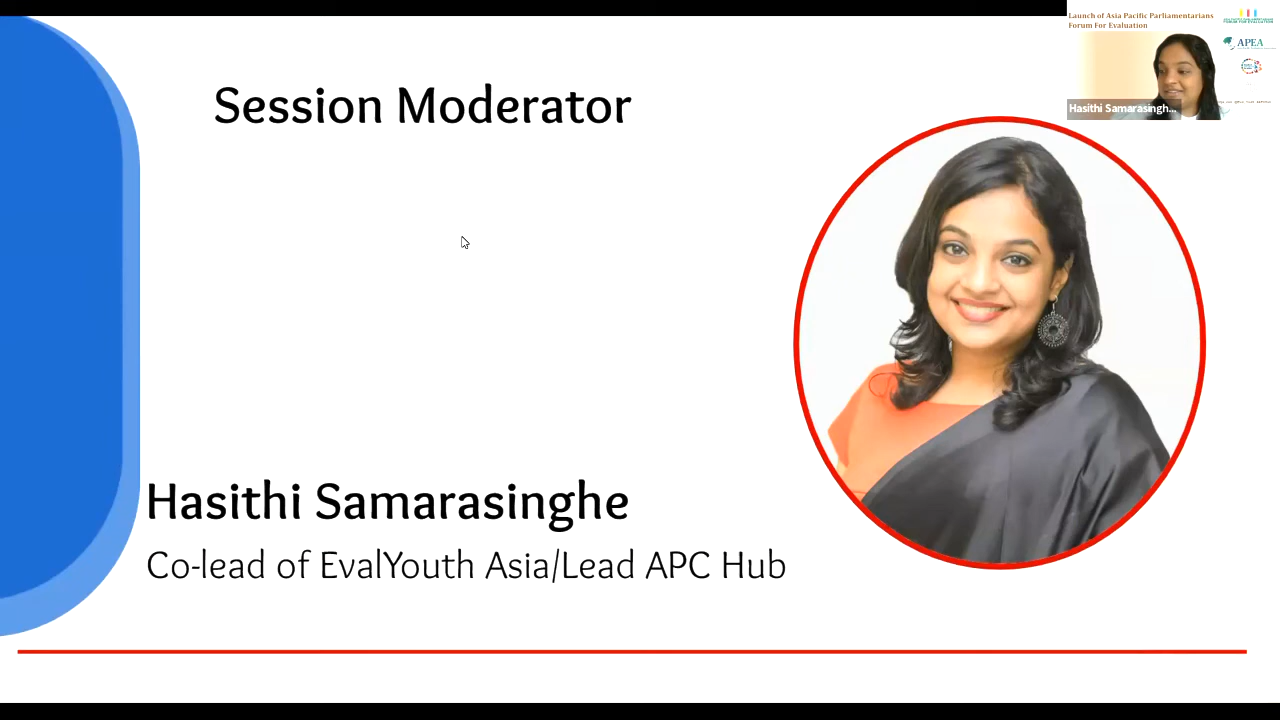 Launch of Asia Pacific Parliamentarians
Forum For Evaluation
APEA
Hasithi Samarasingh...
Session Moderator
Hasithi Samarasinghe
Co-lead of EvalYouth Asia/Lead APC Hub